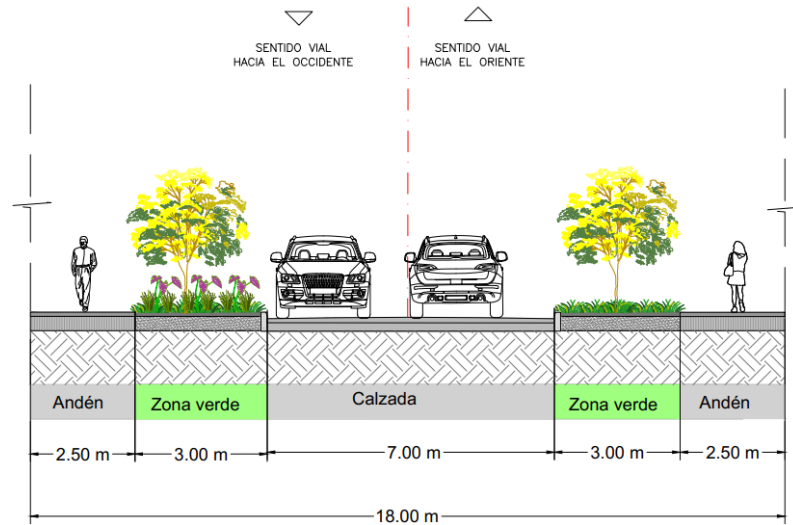 SENTIDO VIAL
HACIA EL OCCIDENTE
SENTIDO VIAL
HACIA EL ORIENTE
Andén
Zona verde
Calzada
Zona verde
Andén
2.50 m
3.00 m
7.00 m
3.00 m
2.50 m
18.00 m